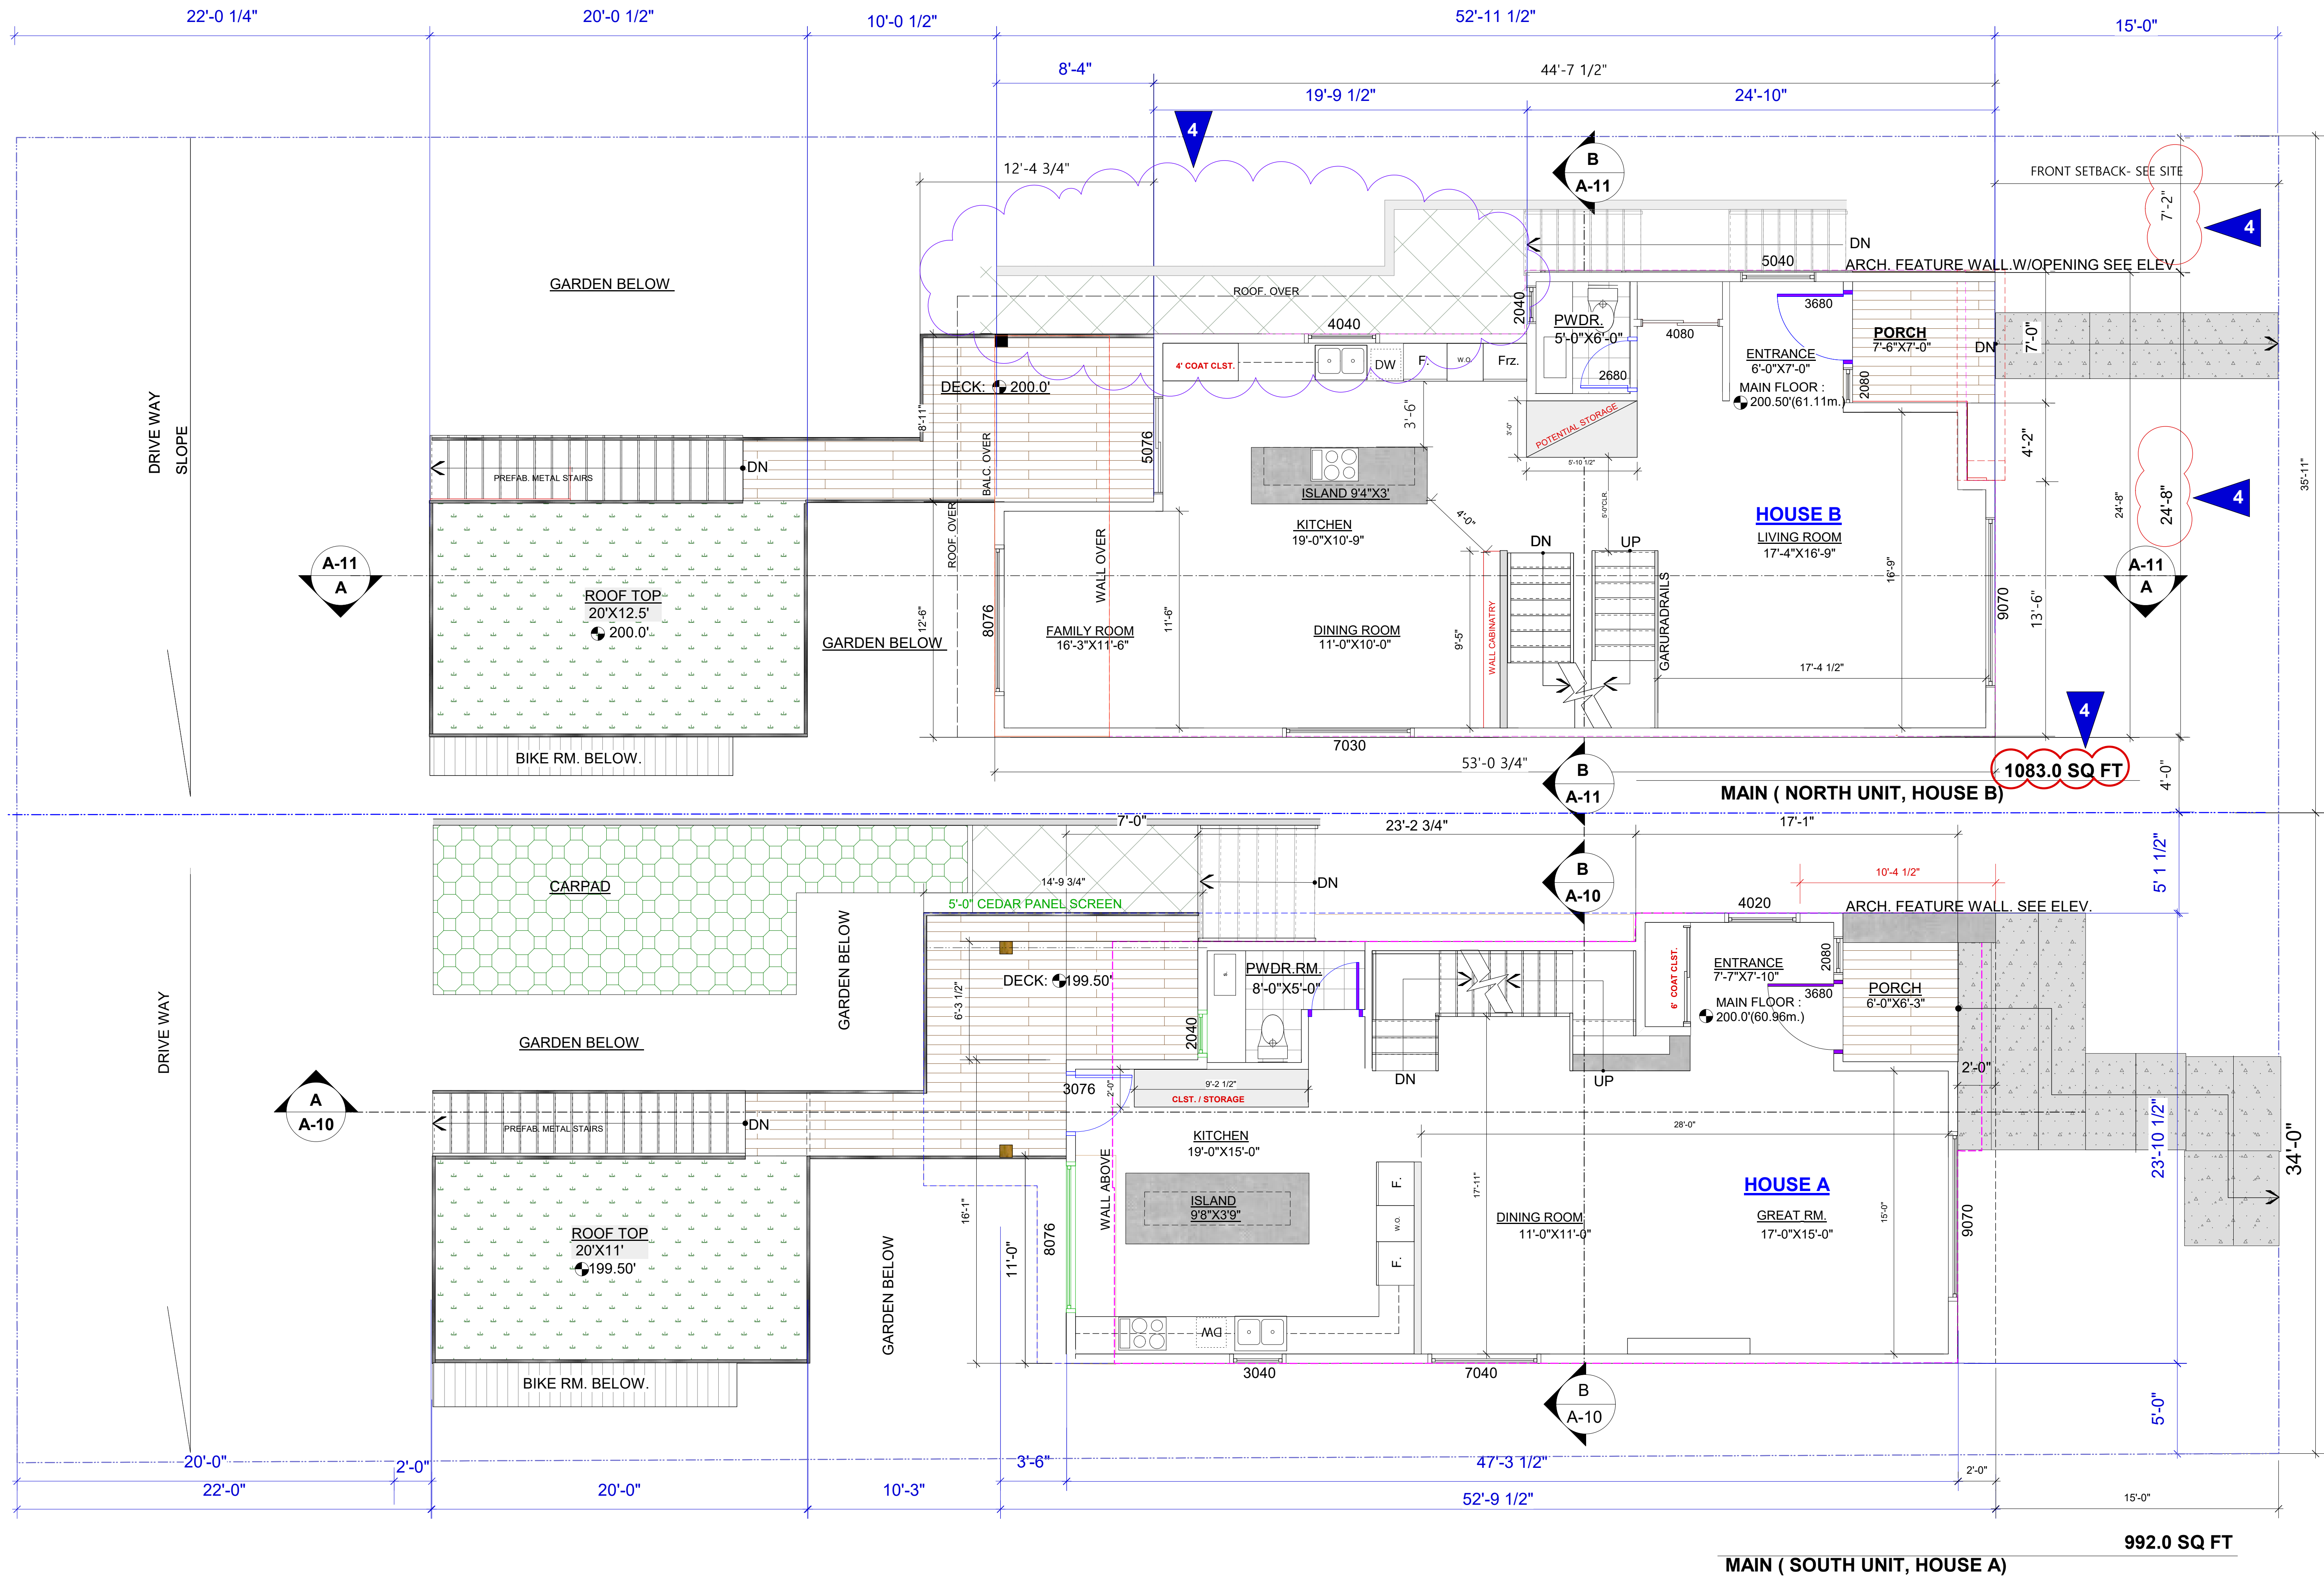 22'-0 1/4"
20'-0 1/2"
10'-0 1/2"
52'-11 1/2"
15'-0"
8'-4"
44'-7 1/2"
19'-9 1/2"
24'-10"
4
12'-4 3/4"
B
A-11
FRONT SETBACK- SEE SITE
7'-2"
4
DN
5040
ARCH. FEATURE WALL.W/OPENING SEE ELEV
GARDEN BELOW
ROOF. OVER
2040
3680
PWDR.
5'-0"X6'-0"
4040
4080
PORCH
7'-6"X7'-0"
DN
7'-0"
ENTRANCE
6'-0"X7'-0"
4' COAT CLST.
DW
F.
W.O.
Frz.
2680
2080
DECK:
200.0'
MAIN FLOOR :
200.50'(61.11m.)
DRIVE WAY
SLOPE
8'-11"
BALC. OVER
5076
3'-6"
3'-0"
POTENTIAL STORAGE
5'-10 1/2"
4'-2"
DN
PREFAB. METAL STAIRS
ISLAND 9'4"X3'
24'-8"
24'-8"
4
35'-11"
ROOF. OVER
WALL OVER
KITCHEN
19'-0"X10'-9"
4'-0"
5'-0"CLR.
HOUSE B
LIVING ROOM
17'-4"X16'-9"
DN
UP
A-11
A
A-11
A
16'-9"
ROOF TOP
20'X12.5'
200.0'
12'-6"
8076
11'-6"
9'-5"
WALL CABINATRY
GARURADRAILS
9070
13'-6"
GARDEN BELOW
FAMILY ROOM
16'-3"X11'-6"
DINING ROOM
11'-0"X10'-0"
17'-4 1/2"
4
BIKE RM. BELOW.
7030
53'-0 3/4"
B
A-11
1083.0 SQ FT
4'-0"
MAIN ( NORTH UNIT, HOUSE B)
7'-0"
23'-2 3/4"
17'-1"
B
A-10
10'-4 1/2"
5' 1 1/2"
CARPAD
14'-9 3/4"
DN
5'-0" CEDAR PANEL SCREEN
4020
ARCH. FEATURE WALL. SEE ELEV.
GARDEN BELOW
DECK:
199.50'
6'-3 1/2"
PWDR.RM.
8'-0"X5'-0"
6' COAT CLST.
ENTRANCE
7'-7"X7'-10"
2080
3680
MAIN FLOOR :
200.0'(60.96m.)
PORCH
6'-0"X6'-3"
DRIVE WAY
2040
GARDEN BELOW
3076
2'-0"
9'-2 1/2"
CLST. / STORAGE
DN
UP
2'-0"
A
A-10
DN
PREFAB. METAL STAIRS
KITCHEN
19'-0"X15'-0"
28'-0"
23'-10 1/2"
34'-0"
WALL ABOVE
ISLAND
9'8"X3'9"
F.
W.O.
F.
17'-11"
HOUSE A
16'-1"
11'-0"
8076
DINING ROOM
11'-0"X11'-0"
GREAT RM.
17'-0"X15'-0"
15'-0"
9070
ROOF TOP
20'X11'
199.50'
GARDEN BELOW
DW
BIKE RM. BELOW.
3040
7040
B
A-10
5'-0"
20'-0"
2'-0"
3'-6"
47'-3 1/2"
2'-0"
22'-0"
20'-0"
10'-3"
52'-9 1/2"
15'-0"
992.0 SQ FT
MAIN ( SOUTH UNIT, HOUSE A)